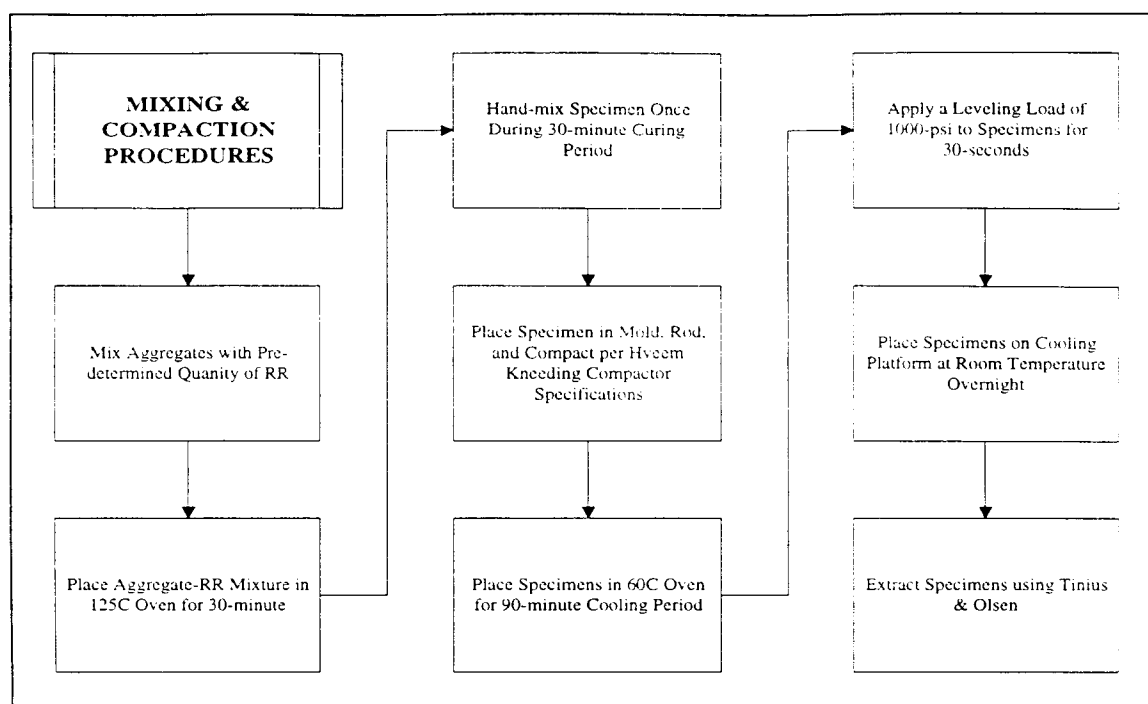 MIXING &
COMPACTION
PROCEDURES
Mix Aggregates with Pre-
determined Quanity of RR
Place Aggregate-RR Mixture in
125C Oven for 30-minute
Hand-mix Specimen Once
During 30-minute Curing
Period
Place Specimen in Mold, Rod,
and Compact per Hveem
Kneeding Compactor
Specifications
Place Specimens in 60C Oven
for 90-minute Cooling Period
Apply a Leveling Load of
1000-psi to Specimens for
30-seconds
Place Specimens on Cooling
Platform at Room Temperature
Overnight
Extract Specimens using Tinius
& Olsen